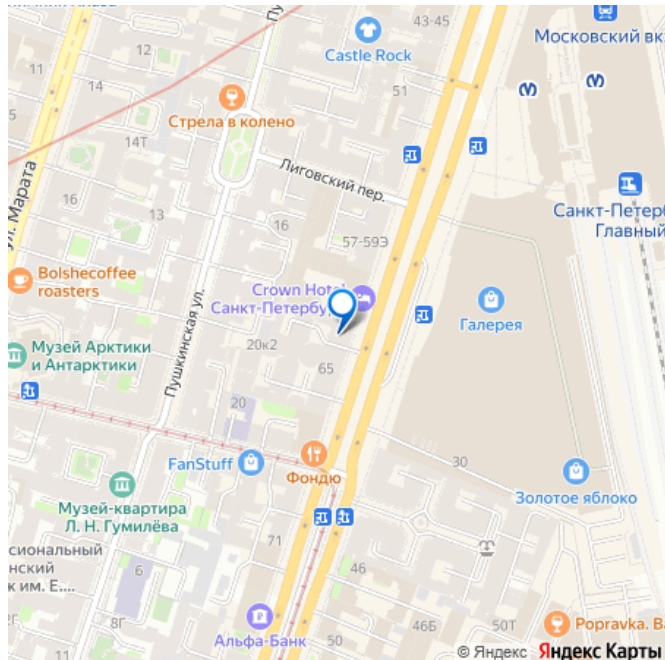 43-45
Московский вк
Castle Rock
11
14
51
Стрела в колено
14Т
Лиговский пер.
ул. Марата
Санкт-Петербу
Главный
13
16
16
57-59Э
Bolshecoffee
roasters
Crown Hotel
Санкт-Петербу
Галерея
Пушкинская ул.
Музей Арктики
и Антарктики
20к2
65
20
FanStuff
30
Фондю
Золотое яблоко
Музей-квартира
Л. Н. Гумилёва
71
сиональный
нский
к им. Е....
6
46
8Г
11
50
46Б
50Т
Popravka. Ba
Альфа-Банк
© Яндекс Яндекс Карты